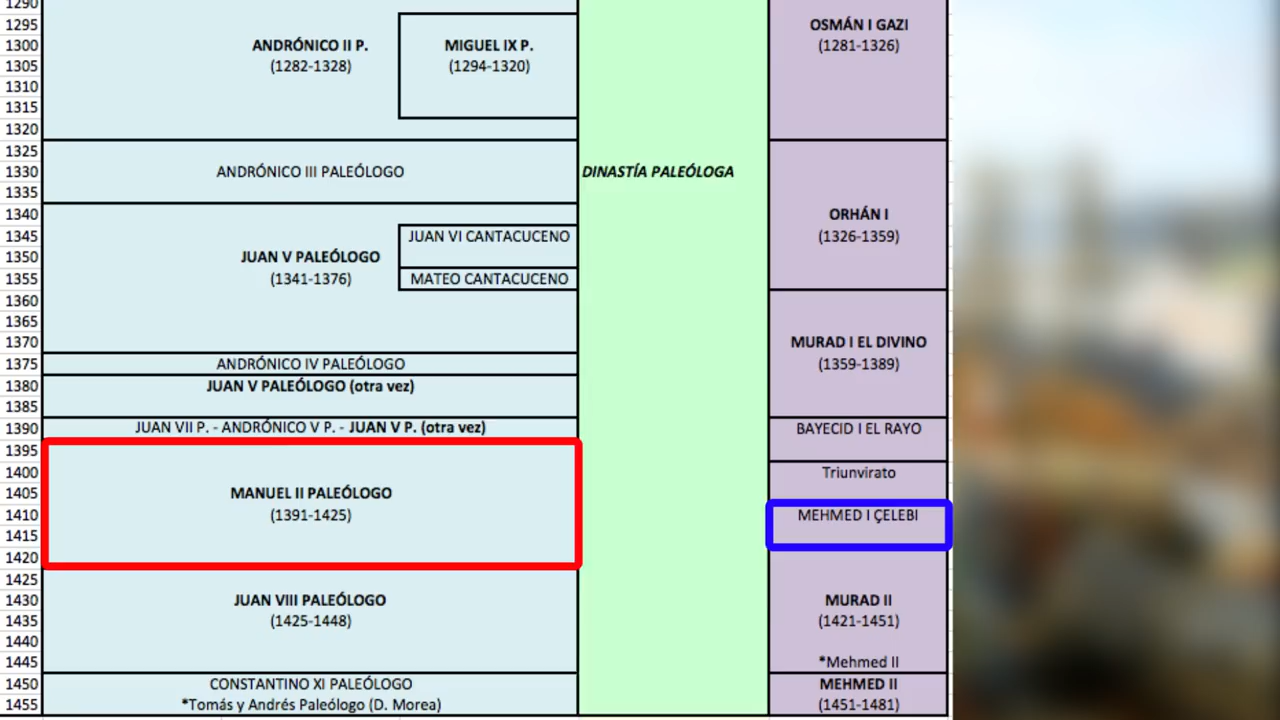 1290
1295 OSMÁN I GAZI
1300 ANDRÓNICO II P. MIGUEL IX P. (1281-1326)
1305 (1282-1328) (1294-1320)
1310
1315
1320
1325
1330 ANDRÓNICO III PALEÓLOGO DINASTÍA PALEÓLOGA
1335
1340 ORHÁN I
1345 JUAN VI CANTACUCENO (1326-1359)
1350 JUAN V PALEÓLOGO
1355 (1341-1376) MATEO CANTACUCENO
1360
1365
1370 MURAD I EL DIVINO
1375 ANDRÓNICO IV PALEÓLOGO (1359-1389)
1380 JUAN V PALEÓLOGO (otra vez)
1385
1390 JUAN VII P. - ANDRÓNICO V P. - JUAN V P. (otra vez) BAYECID I EL RAYO
1395
1400 Triunvirato
1405 MANUEL II PALEÓLOGO
1410 (1391-1425) MEHMED I ÇELEBI
1415
1420
1425
1430 JUAN VIII PALEÓLOGO MURAD II
1435 (1425-1448) (1421-1451)
1440
1445 *Mehmed II
1450 CONSTANTINO XI PALEÓLOGO MEHMED II
1455 *Tomás y Andrés Paleólogo (D. Morea) (1451-1481)